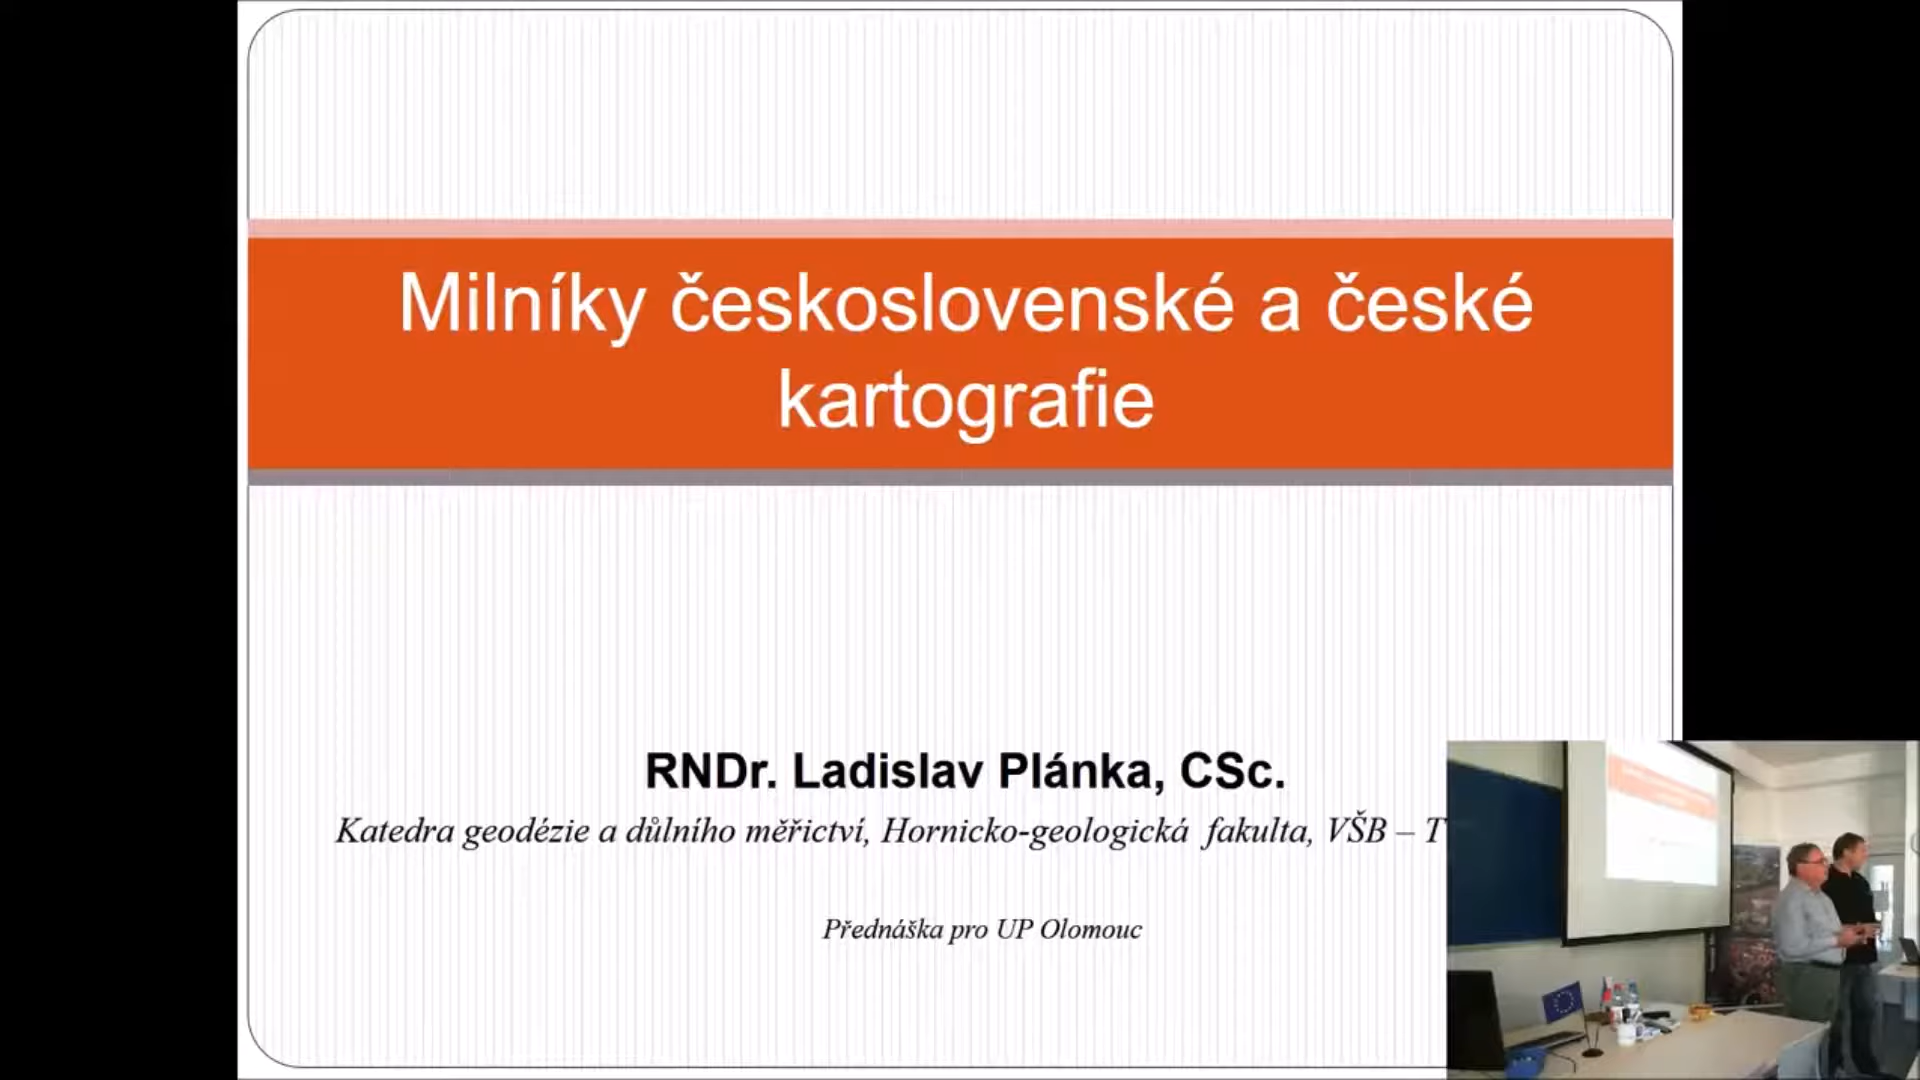 Milníky československé a české
kartografie
RNDr. Ladislav Plánka, CSc.
Katedra geodézie a důlního měřictví, Hornicko-geologická fakulta, VŠB – T
Přednáška pro UP Olomouc